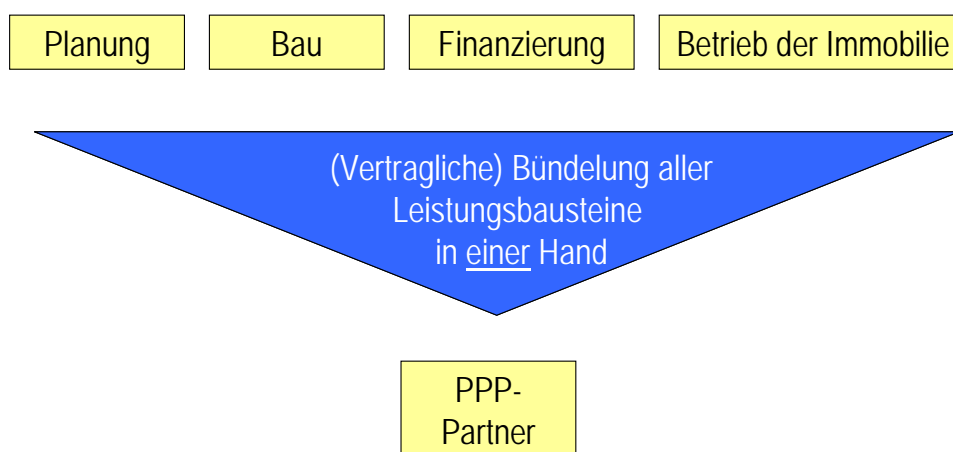 Planung Bau Finanzierung Betrieb der Immobilie
(Vertragliche) Bündelung aller
Leistungsbausteine
in einer Hand
PPP-
Partner